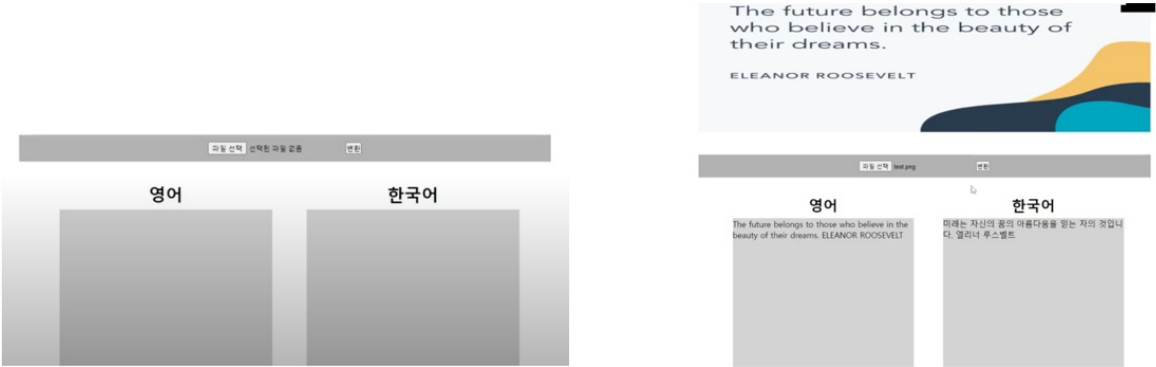 파일 선택 선택된 파일 없음 변환
영어 한국어
The future belongs to those
who believe in the beauty of
their dreams.
ELEANOR ROOSEVELT
파일 선택 test.png 변환
영어 한국어
The future belongs to those who believe in the
beauty of their dreams. ELEANOR ROOSEVELT
미래는 자신의 꿈의 아름다움을 믿는 자의 것입니
다. 엘리너 루스벨트